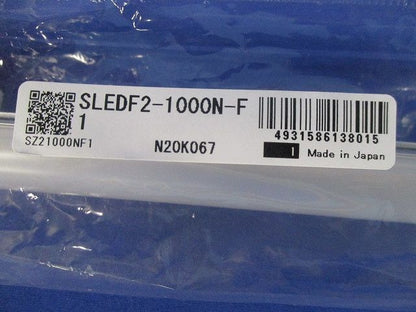 SLEDF2-1000N-F
1
4931586138015
SZ21000NF1
N20K067
1
Made in Japan